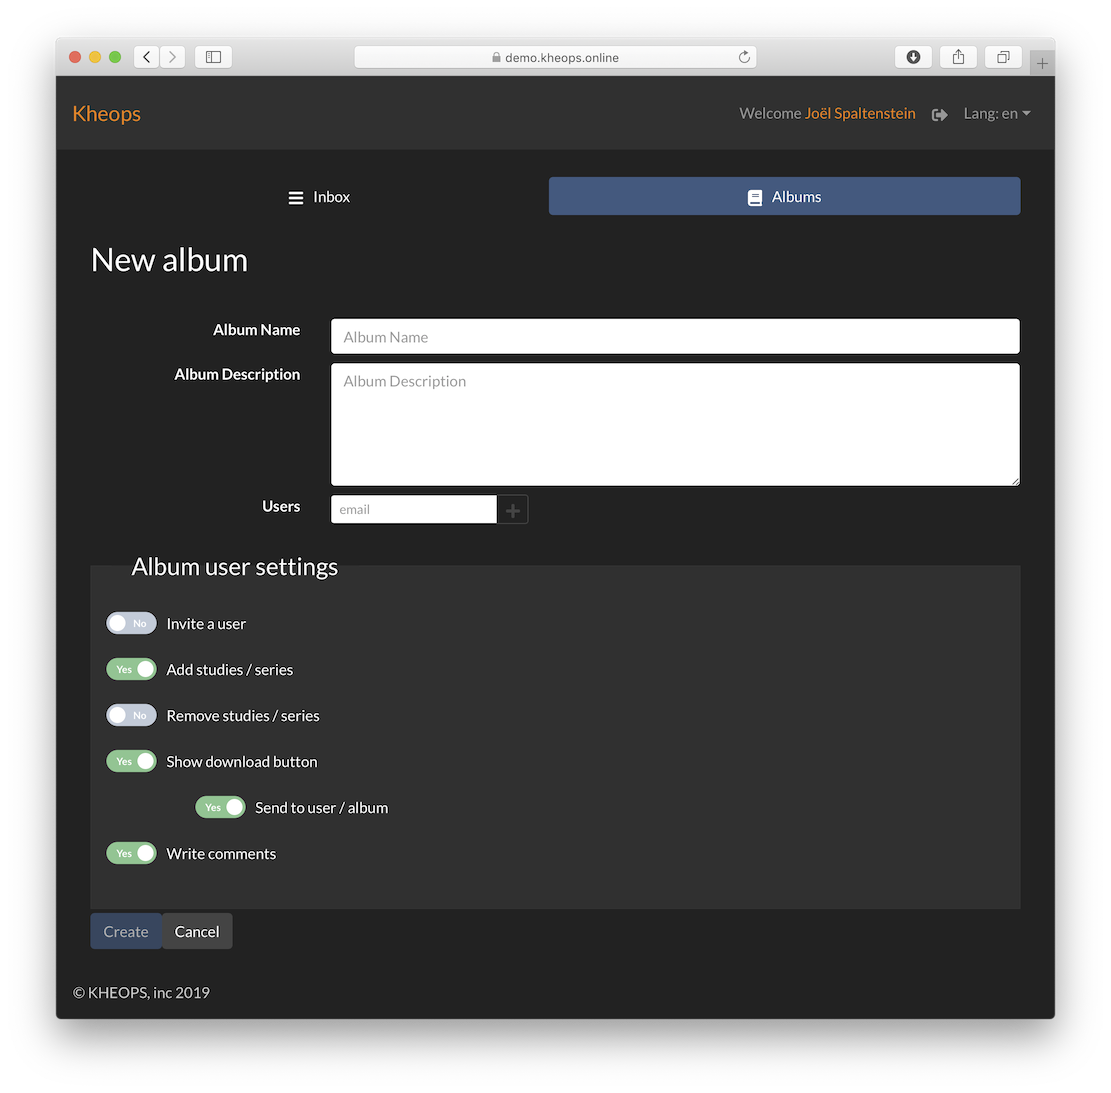 demo.kheops.online
Kheops
Welcome Joël Spaltenstein
Lang: en
Inbox
Albums
New album
Album Name
Album Name
Album Description
Album Description
Users
email
Album user settings
No Invite a user
Yes Add studies / series
No Remove studies / series
Yes Show download button
Yes Send to user / album
Yes Write comments
Create
Cancel
© KHEOPS, inc 2019